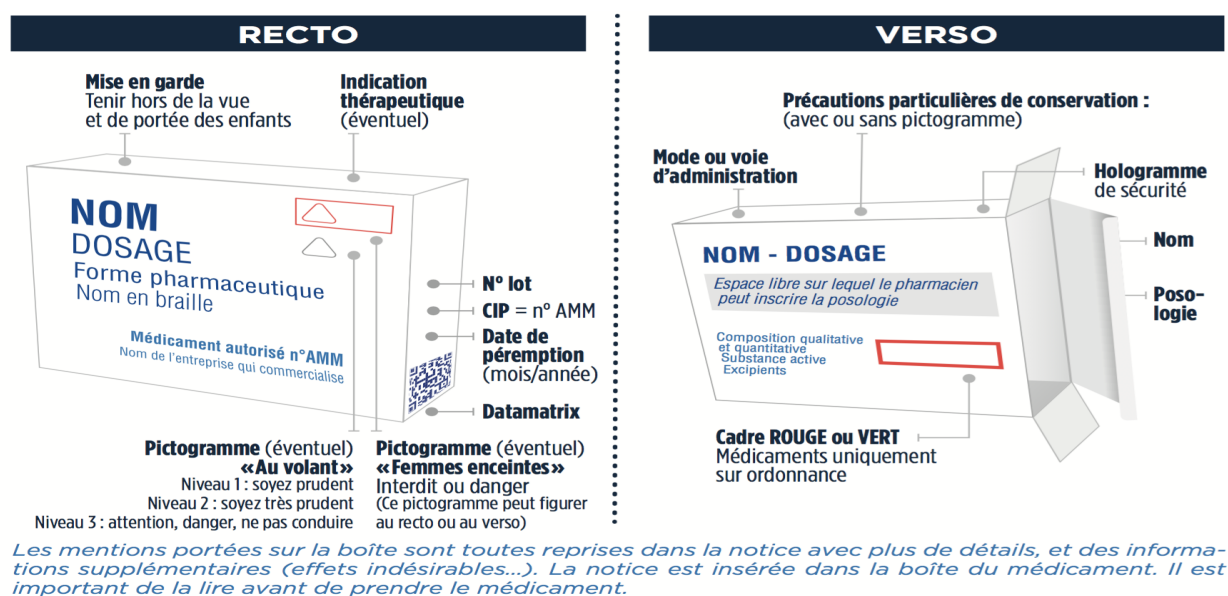 RECTO
Mise en garde
Tenir hors de la vue
et de portée des enfants
Indication
thérapeutique
(éventuel)
NOM
DOSAGE
Forme pharmaceutique
Nom en braille
Médicament autorisé n°AMM
Nom de l'entreprise qui commercialise
N° lot
CIP = n° AMM
Date de
péremption
(mois/année)
Datamatrix
Pictogramme (éventuel)
«Au volant»
Niveau 1 : soyez prudent
Niveau 2 : soyez très prudent
Niveau 3 : attention, danger, ne pas conduire
Pictogramme (éventuel)
«Femmes enceintes»
Interdit ou danger
(Ce pictogramme peut figurer
au recto ou au verso)
VERSO
Précautions particulières de conservation :
(avec ou sans pictogramme)
Mode ou voie
d'administration
Hologramme
de sécurité
Nom
Poso-
logie
NOM - DOSAGE
Espace libre sur lequel le pharmacien
peut inscrire la posologie
Composition qualitative
et quantitative
Substance active
Excipients
Cadre ROUGE ou VERT
Médicaments uniquement
sur ordonnance
Les mentions portées sur la boîte sont toutes reprises dans la notice avec plus de détails, et des informa-
tions supplémentaires (effets indésirables...). La notice est insérée dans la boîte du médicament. Il est
important de la lire avant de prendre le médicament.